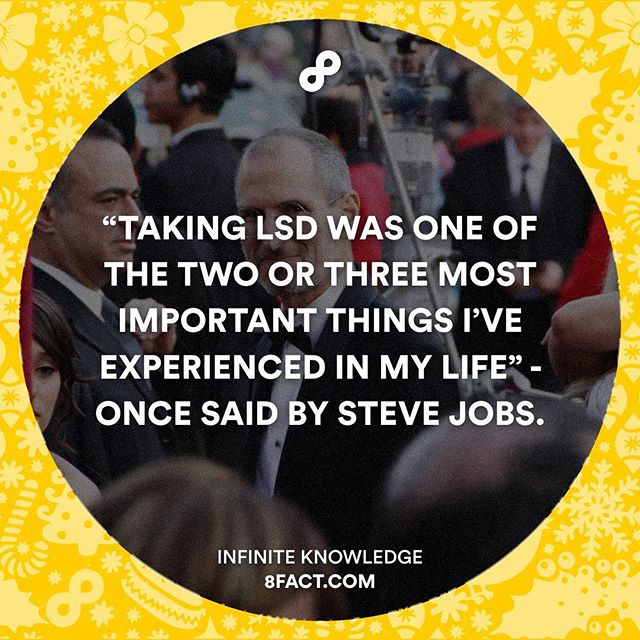 “TAKING LSD WAS ONE OF
THE TWO OR THREE MOST
IMPORTANT THINGS I’VE
EXPERIENCED IN MY LIFE” -
ONCE SAID BY STEVE JOBS.
INFINITE KNOWLEDGE
8FACT.COM